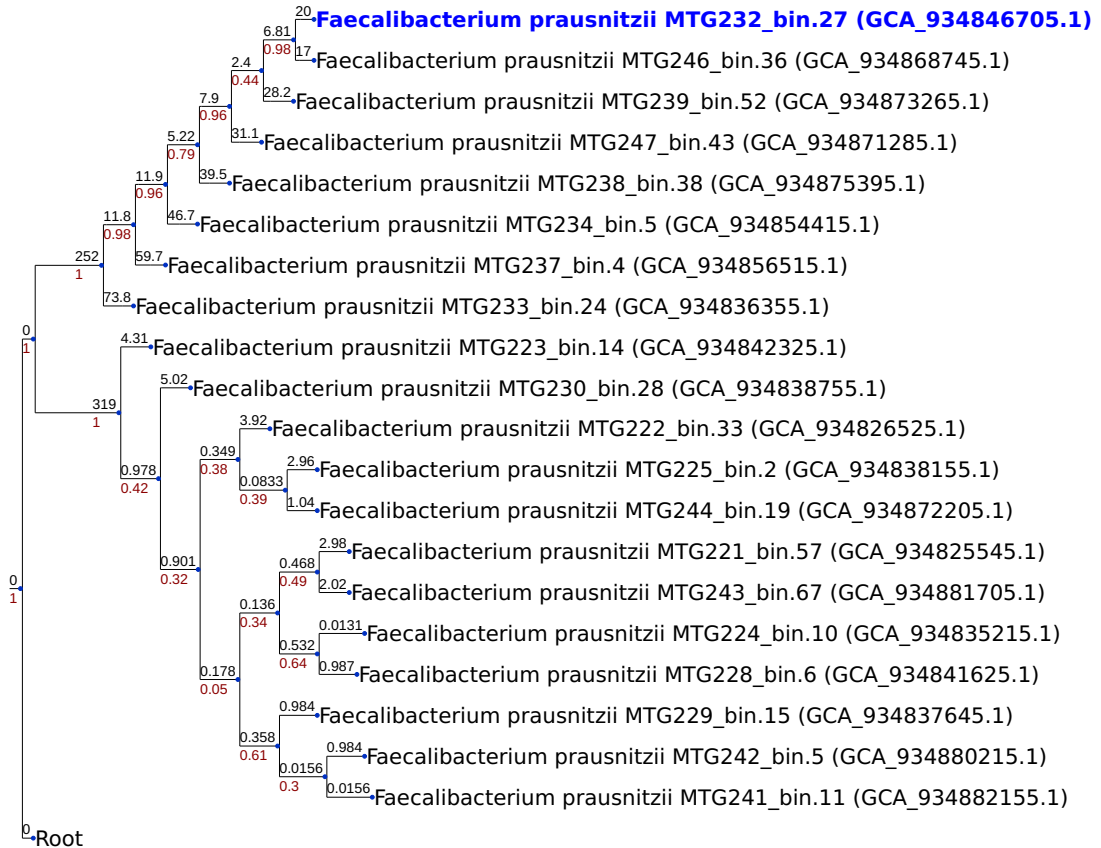 20
Faecalibacterium prausnitzii MTG232_bin.27 (GCA_934846705.1)
6.81
0.98
17
Faecalibacterium prausnitzii MTG246_bin.36 (GCA_934868745.1)
2.4
0.44
28.2
Faecalibacterium prausnitzii MTG239_bin.52 (GCA_934873265.1)
7.9
0.96
31.1
Faecalibacterium prausnitzii MTG247_bin.43 (GCA_934871285.1)
5.22
0.79
39.5
Faecalibacterium prausnitzii MTG238_bin.38 (GCA_934875395.1)
11.9
0.96
46.7
Faecalibacterium prausnitzii MTG234_bin.5 (GCA_934854415.1)
11.8
0.98
59.7
Faecalibacterium prausnitzii MTG237_bin.4 (GCA_934856515.1)
252
1
73.8
Faecalibacterium prausnitzii MTG233_bin.24 (GCA_934836355.1)
0
1
4.31
Faecalibacterium prausnitzii MTG223_bin.14 (GCA_934842325.1)
319
1
5.02
Faecalibacterium prausnitzii MTG230_bin.28 (GCA_934838755.1)
0.978
0.42
3.92
Faecalibacterium prausnitzii MTG222_bin.33 (GCA_934826525.1)
0.349
0.38
2.96
Faecalibacterium prausnitzii MTG225_bin.2 (GCA_934838155.1)
0.0833
0.39
1.04
Faecalibacterium prausnitzii MTG244_bin.19 (GCA_934872205.1)
0.901
0.32
2.98
Faecalibacterium prausnitzii MTG221_bin.57 (GCA_934825545.1)
0.468
0.49
2.02
Faecalibacterium prausnitzii MTG243_bin.67 (GCA_934881705.1)
0.136
0.34
0.0131
Faecalibacterium prausnitzii MTG224_bin.10 (GCA_934835215.1)
0.532
0.64
0.987
Faecalibacterium prausnitzii MTG228_bin.6 (GCA_934841625.1)
0.178
0.05
0.984
Faecalibacterium prausnitzii MTG229_bin.15 (GCA_934837645.1)
0.358
0.61
0.984
Faecalibacterium prausnitzii MTG242_bin.5 (GCA_934880215.1)
0.0156
0.3
0.0156
Faecalibacterium prausnitzii MTG241_bin.11 (GCA_934882155.1)
0
1
0
Root